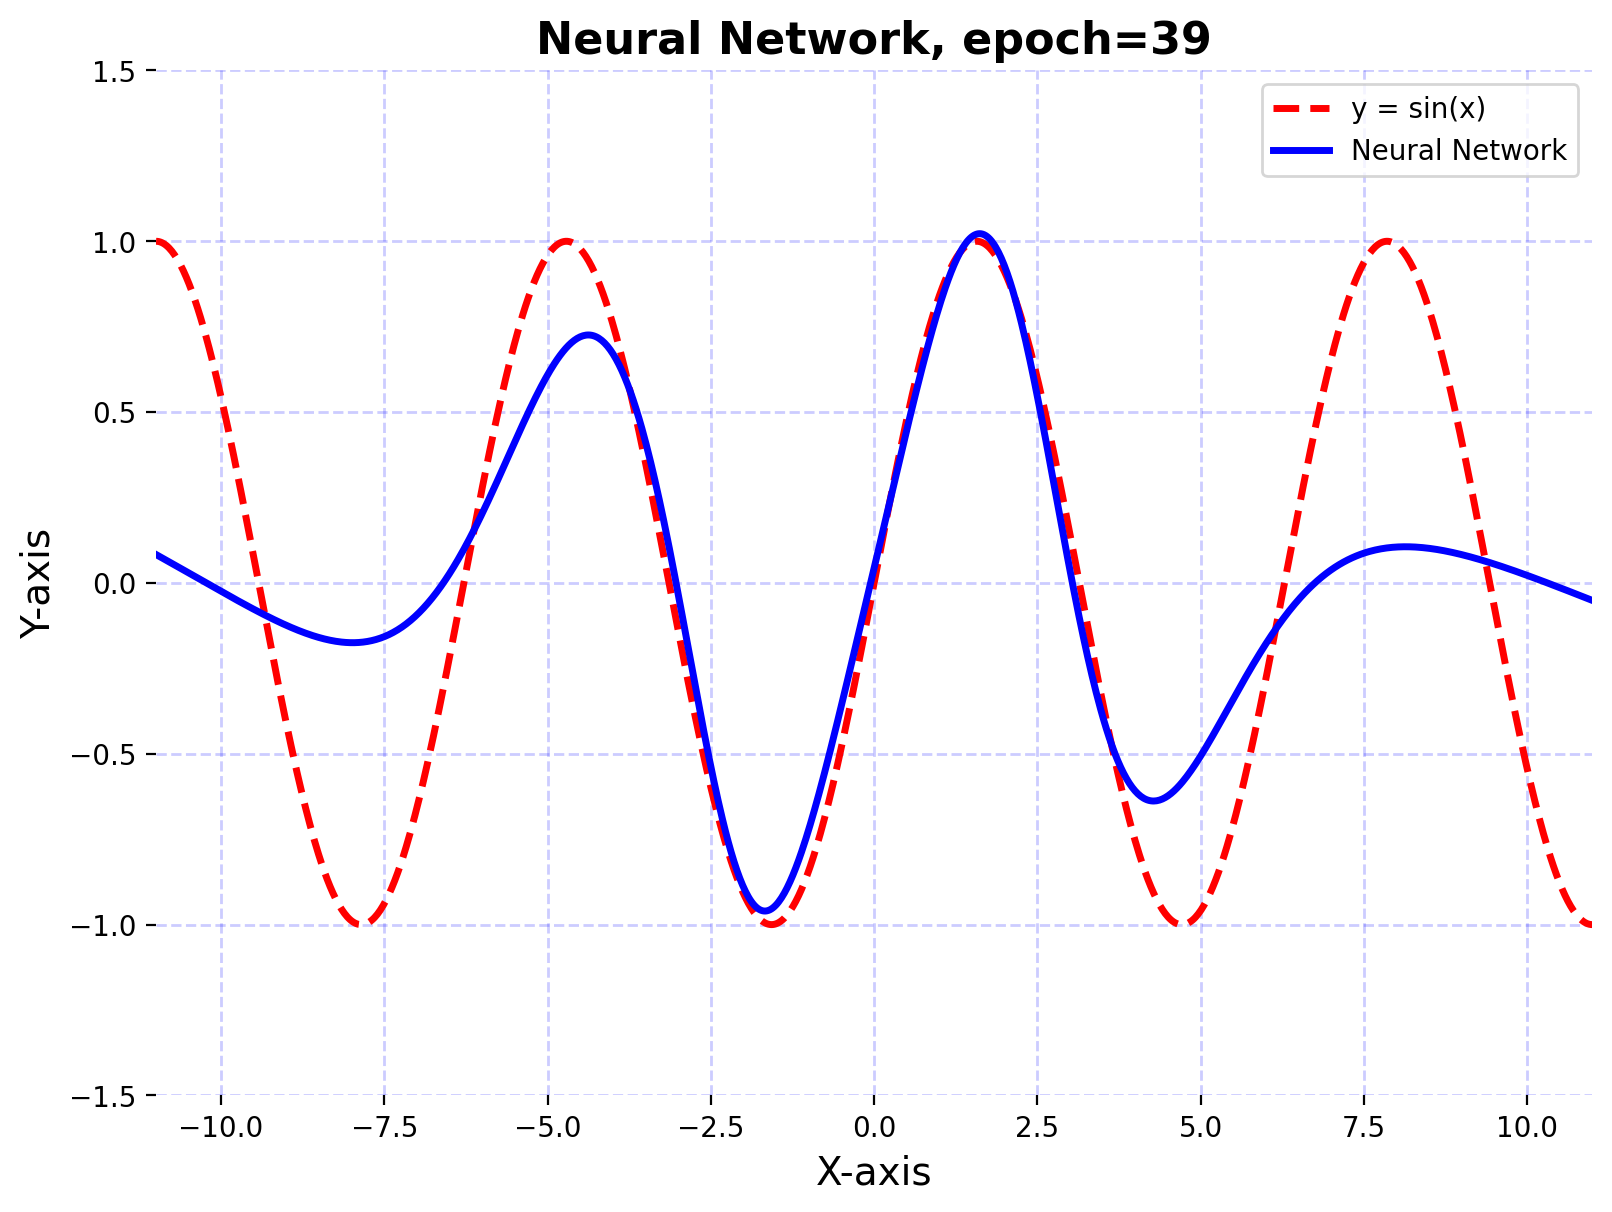 Neural Network, epoch=39
y = sin(x)
Neural Network
1.5
1.0
0.5
0.0
−0.5
−1.0
−1.5
Y-axis
−10.0 −7.5 −5.0 −2.5 0.0 2.5 5.0 7.5 10.0
X-axis